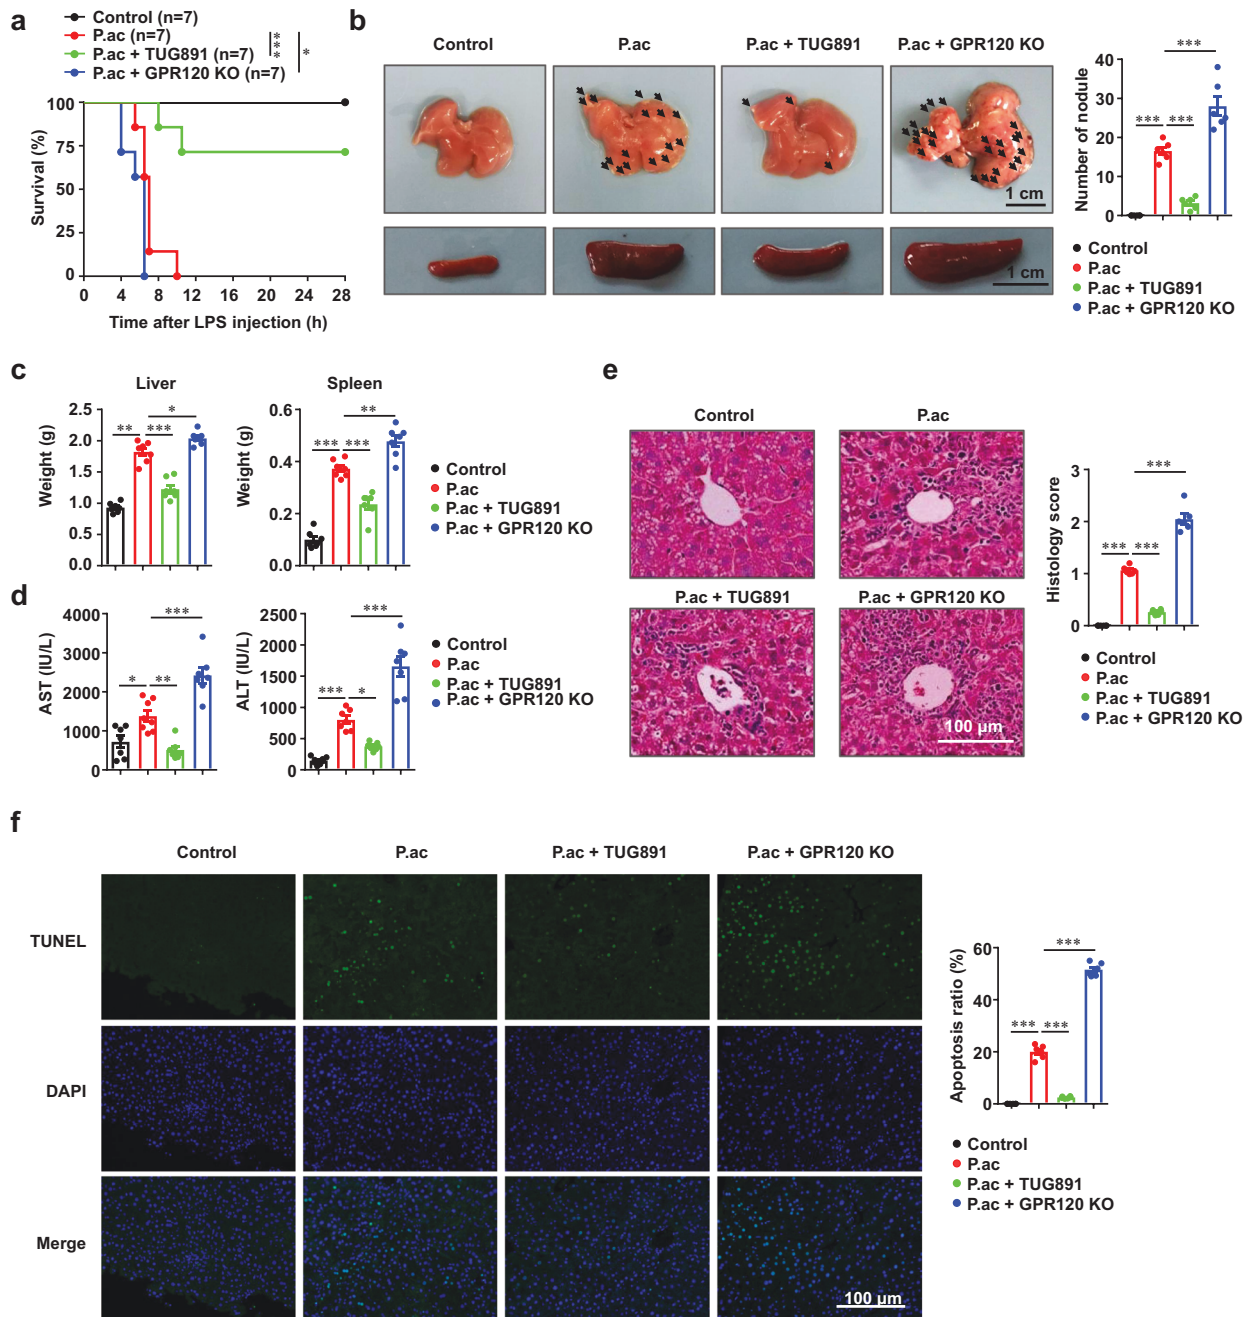 a
Control (n=7)
P.ac (n=7)
P.ac + TUG891 (n=7)
P.ac + GPR120 KO (n=7)
***
*
Survival (%)
100
75
50
25
0
0 4 8 12 16 20 24 28
Time after LPS injection (h)
b
Control P.ac P.ac + TUG891 P.ac + GPR120 KO
1 cm
1 cm
Number of nodule
40
30
20
10
0
*** *** ***
Control
P.ac
P.ac + TUG891
P.ac + GPR120 KO
c
Liver
Weight (g)
2.5
2.0
1.5
1.0
0.5
0.0
** *** *
Spleen
Weight (g)
0.6
0.4
0.2
0.0
*** *** **
Control
P.ac
P.ac + TUG891
P.ac + GPR120 KO
d
AST (IU/L)
4000
3000
2000
1000
0
* ** ***
ALT (IU/L)
2500
2000
1500
1000
500
0
*** * ***
Control
P.ac
P.ac + TUG891
P.ac + GPR120 KO
e
Control P.ac
P.ac + TUG891 P.ac + GPR120 KO
100 μm
Histology score
3
2
1
0
*** *** ***
Control
P.ac
P.ac + TUG891
P.ac + GPR120 KO
f
Control P.ac P.ac + TUG891 P.ac + GPR120 KO
TUNEL
DAPI
Merge
100 μm
Apoptosis ratio (%)
60
40
20
0
*** *** ***
Control
P.ac
P.ac + TUG891
P.ac + GPR120 KO